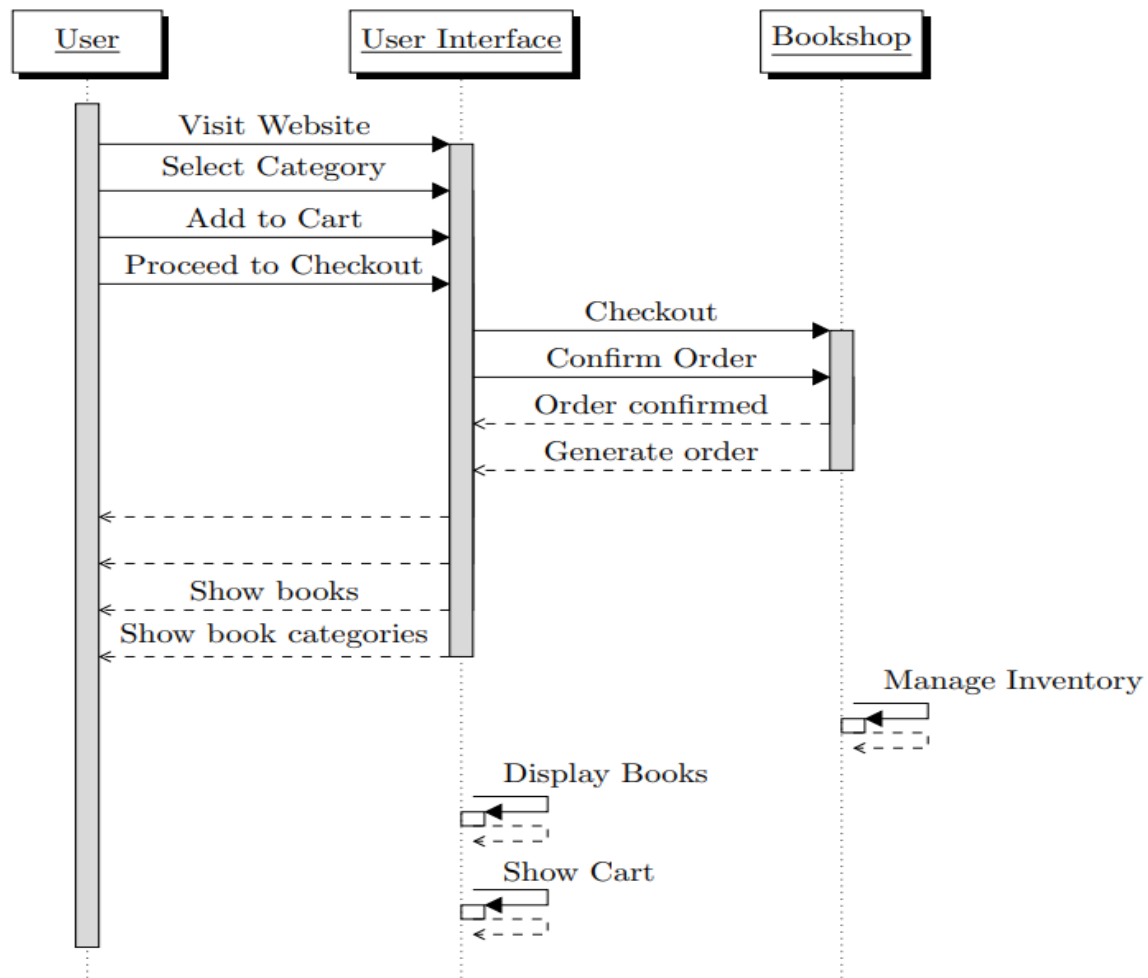 User
User Interface
Bookshop
Visit Website
Select Category
Add to Cart
Proceed to Checkout
Checkout
Confirm Order
Order confirmed
Generate order
Show books
Show book categories
Manage Inventory
Display Books
Show Cart